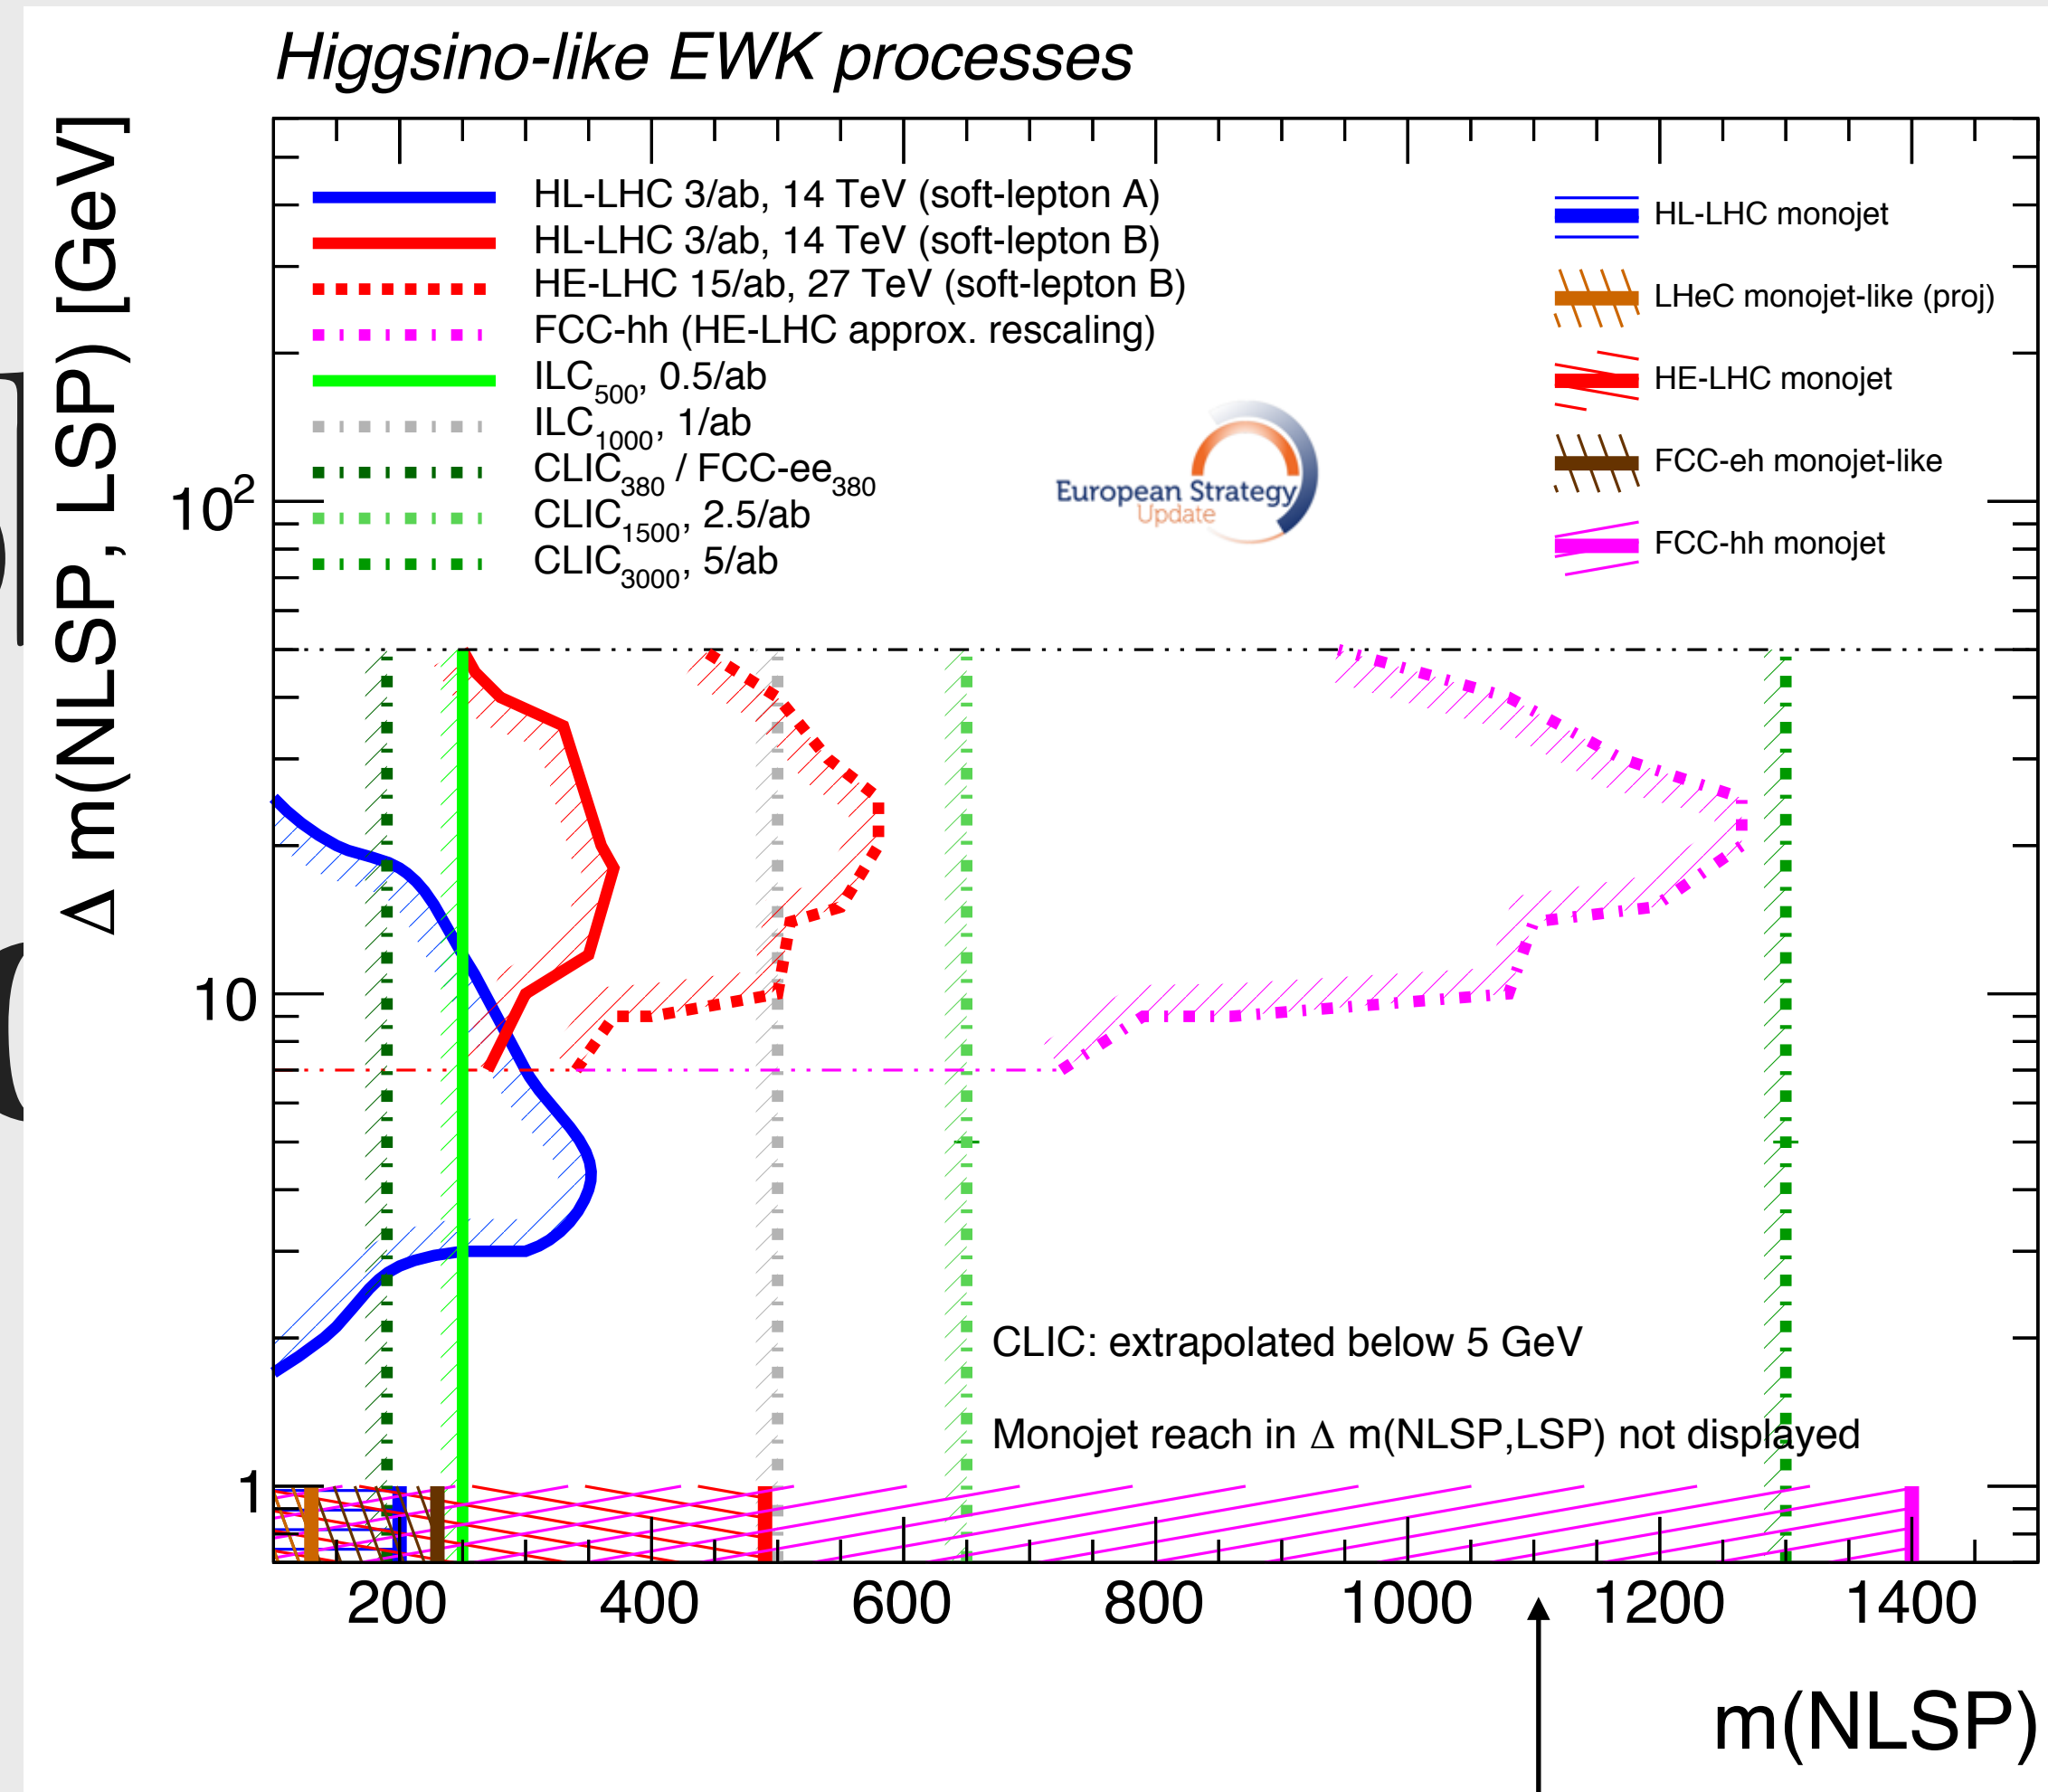 Higgsino-like EWK processes
Δ m(NLSP, LSP) [GeV]
HL-LHC 3/ab, 14 TeV (soft-lepton A)
HL-LHC 3/ab, 14 TeV (soft-lepton B)
HE-LHC 15/ab, 27 TeV (soft-lepton B)
FCC-hh (HE-LHC approx. rescaling)
ILC500, 0.5/ab
ILC1000, 1/ab
CLIC380 / FCC-ee380
CLIC1500, 2.5/ab
CLIC3000, 5/ab
European Strategy
Update
HL-LHC monojet
LHeC monojet-like (proj)
HE-LHC monojet
FCC-eh monojet-like
FCC-hh monojet
10²
10
1
CLIC: extrapolated below 5 GeV
Monojet reach in Δ m(NLSP,LSP) not displayed
200 400 600 800 1000 1200 1400
m(NLSP)